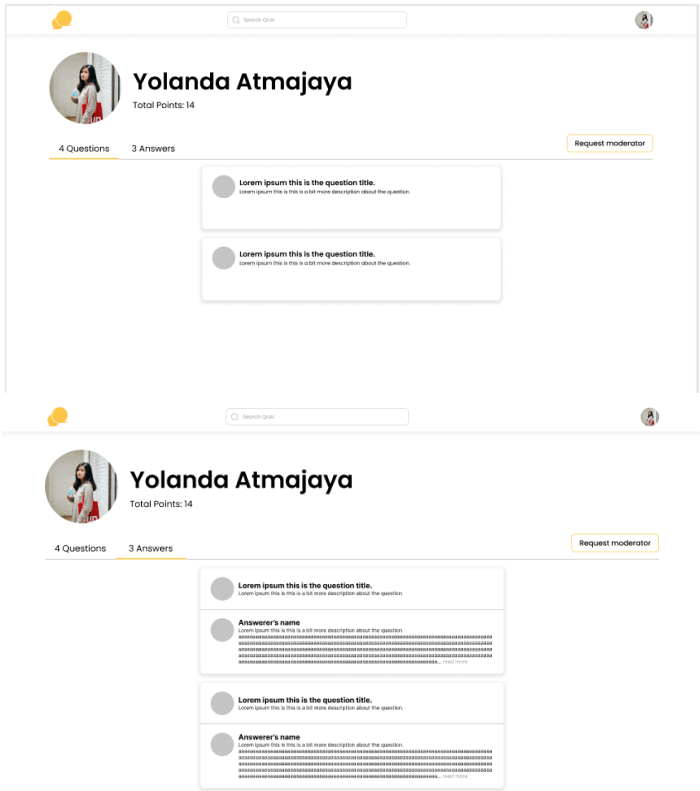 Search QnAi
Yolanda Atmajaya
Total Points: 14
4 Questions
3 Answers
Request moderator
Lorem ipsum this is the question title.
Lorem ipsum this is this is a bit more description about the question.
Lorem ipsum this is the question title.
Lorem ipsum this is this is a bit more description about the question.
Search QnAi
Yolanda Atmajaya
Total Points: 14
4 Questions
3 Answers
Request moderator
Lorem ipsum this is the question title.
Lorem ipsum this is this is a bit more description about the question.
Answerer's name
Lorem ipsum this is this is a bit more description about the question.
read more
Lorem ipsum this is the question title.
Lorem ipsum this is this is a bit more description about the question.
Answerer's name
Lorem ipsum this is this is a bit more description about the question.
read more